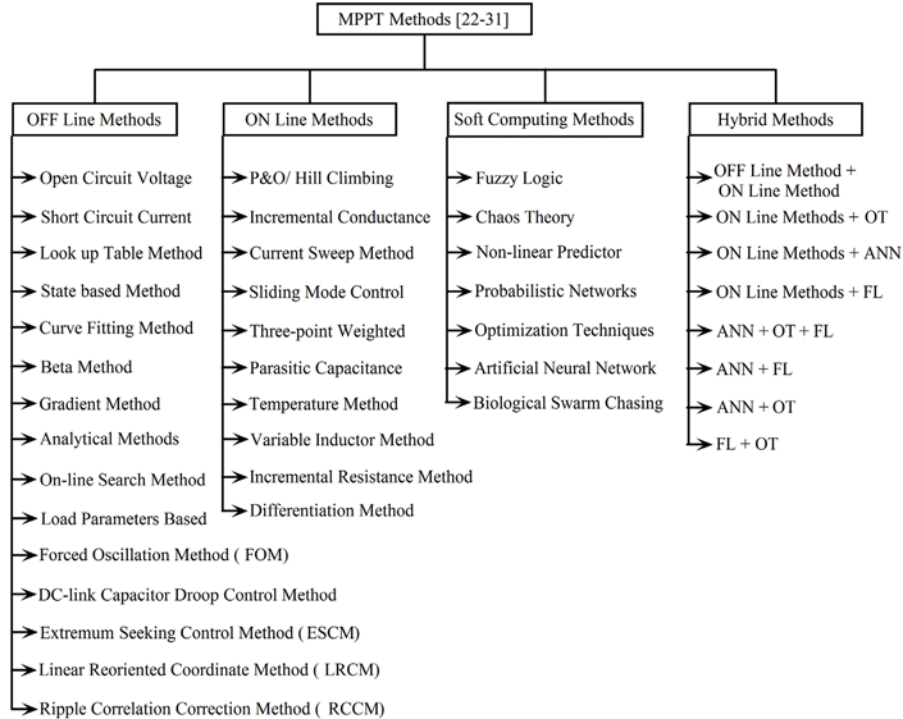 MPPT Methods [22-31]
OFF Line Methods
Open Circuit Voltage
Short Circuit Current
Look up Table Method
State based Method
Curve Fitting Method
Beta Method
Gradient Method
Analytical Methods
On-line Search Method
Load Parameters Based
Forced Oscillation Method ( FOM)
DC-link Capacitor Droop Control Method
Extremum Seeking Control Method ( ESCM)
Linear Reoriented Coordinate Method ( LRCM)
Ripple Correlation Correction Method ( RCCM)
ON Line Methods
P&O/ Hill Climbing
Incremental Conductance
Current Sweep Method
Sliding Mode Control
Three-point Weighted
Parasitic Capacitance
Temperature Method
Variable Inductor Method
Incremental Resistance Method
Differentiation Method
Soft Computing Methods
Fuzzy Logic
Chaos Theory
Non-linear Predictor
Probabilistic Networks
Optimization Techniques
Artificial Neural Network
Biological Swarm Chasing
Hybrid Methods
OFF Line Method +
ON Line Method
ON Line Methods + OT
ON Line Methods + ANN
ON Line Methods + FL
ANN + OT + FL
ANN + FL
ANN + OT
FL + OT